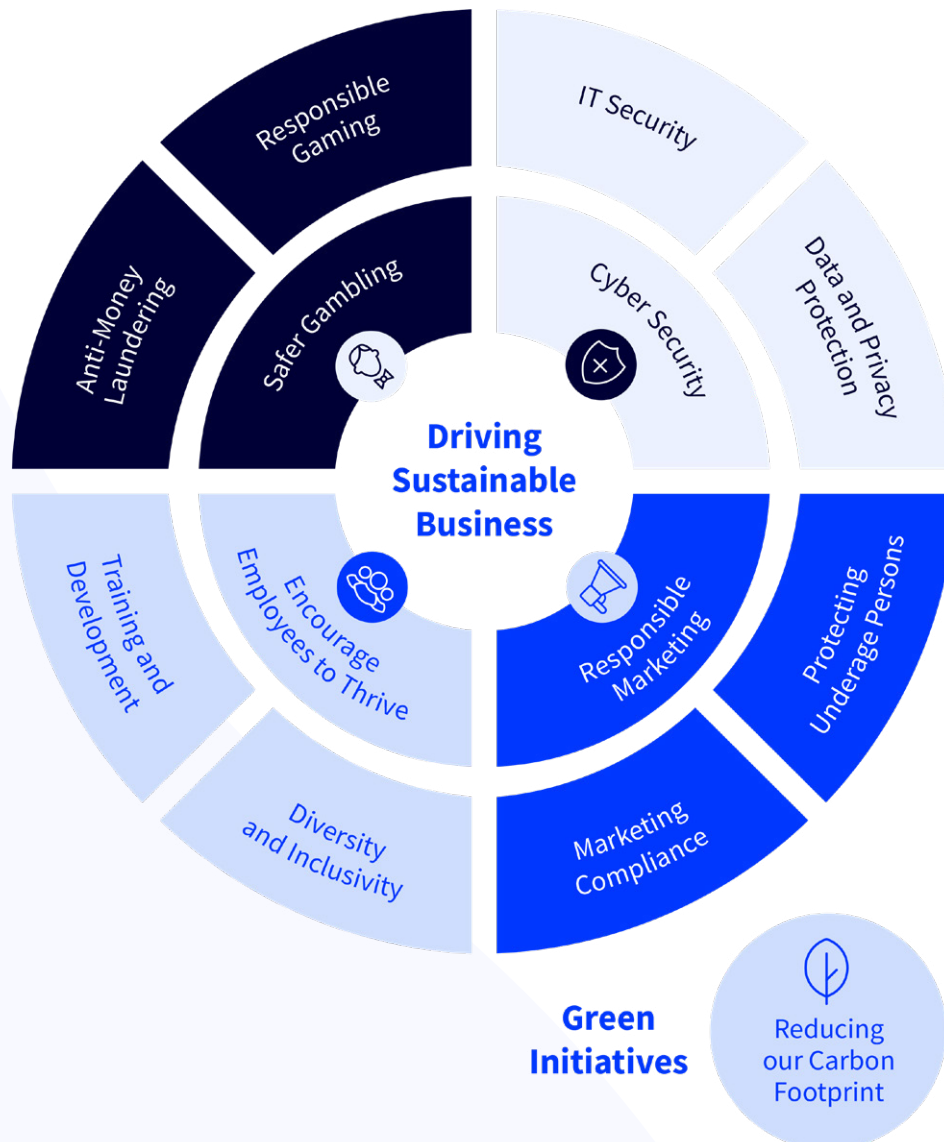 Responsible
Gaming
IT Security
Anti-Money
Laundering
Safer Gambling
Cyber Security
Data and Privacy
Protection
Driving
Sustainable
Business
Training and
Development
Encourage
Employees to Thrive
Responsible
Marketing
Protecting
Underage Persons
Diversity
and Inclusivity
Marketing
Compliance
Green
Initiatives
Reducing
our Carbon
Footprint